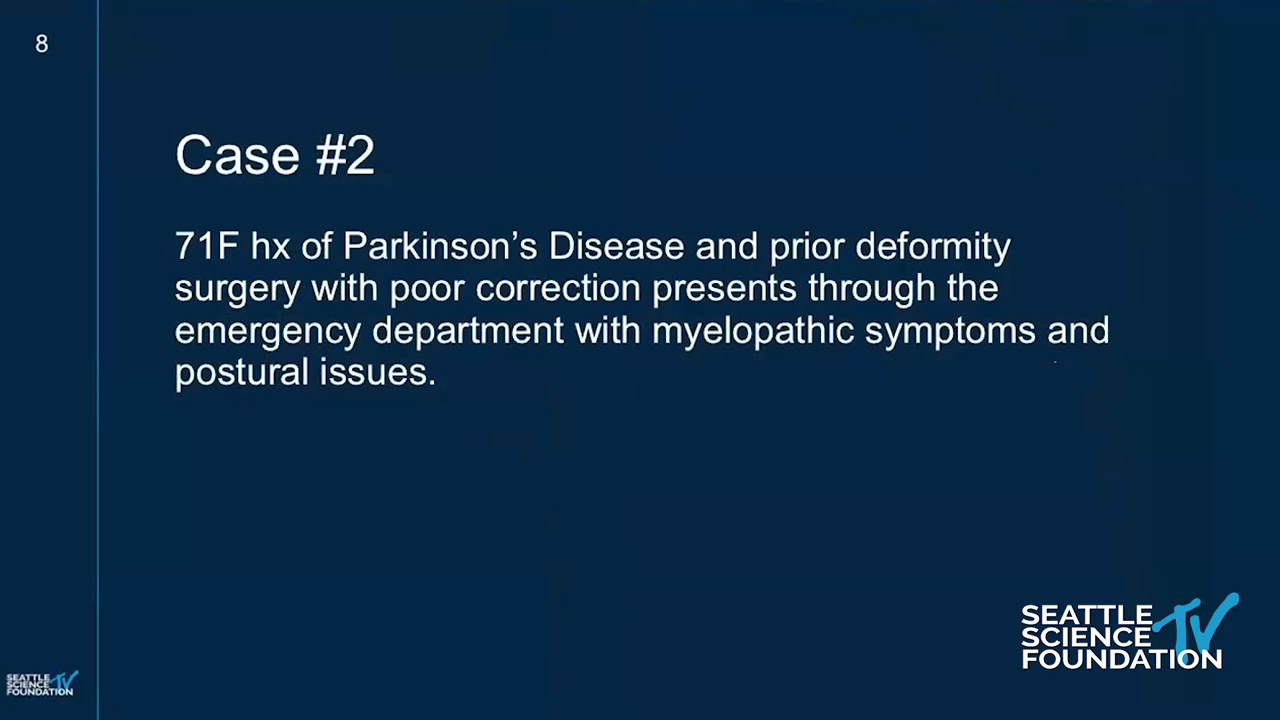 8
Case #2
71F hx of Parkinson’s Disease and prior deformity
surgery with poor correction presents through the
emergency department with myelopathic symptoms and
postural issues.
SEATTLE
SCIENCE TV
FOUNDATION
SEATTLE
SCIENCE TV
FOUNDATION